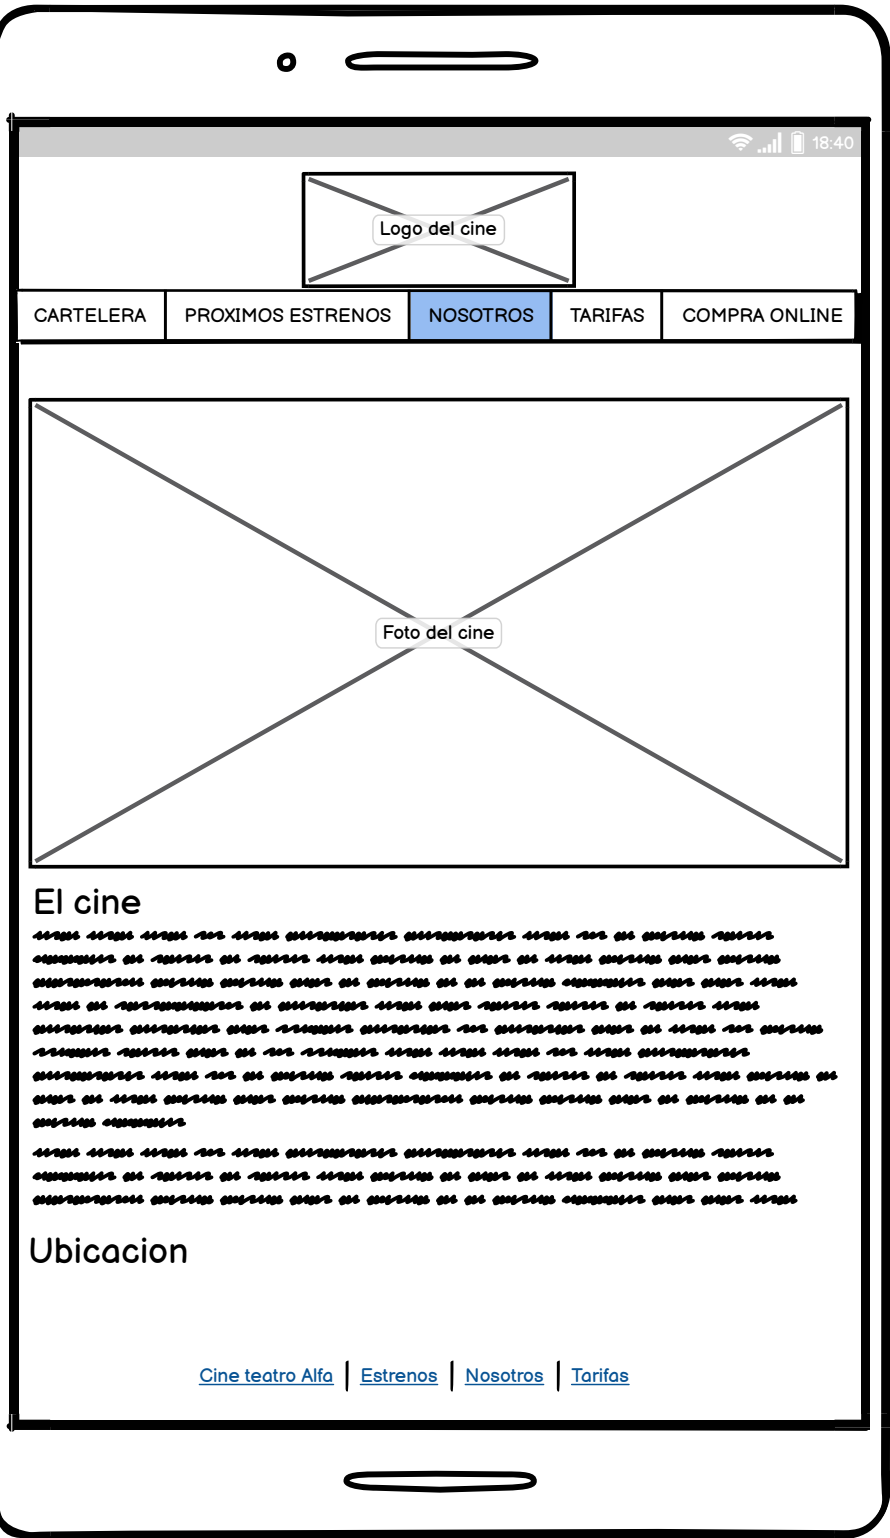 18:40
Logo del cine
CARTELERA PROXIMOS ESTRENOS NOSOTROS TARIFAS COMPRA ONLINE
Foto del cine
El cine
Ubicacion
Cine teatro Alfa Estrenos Nosotros Tarifas